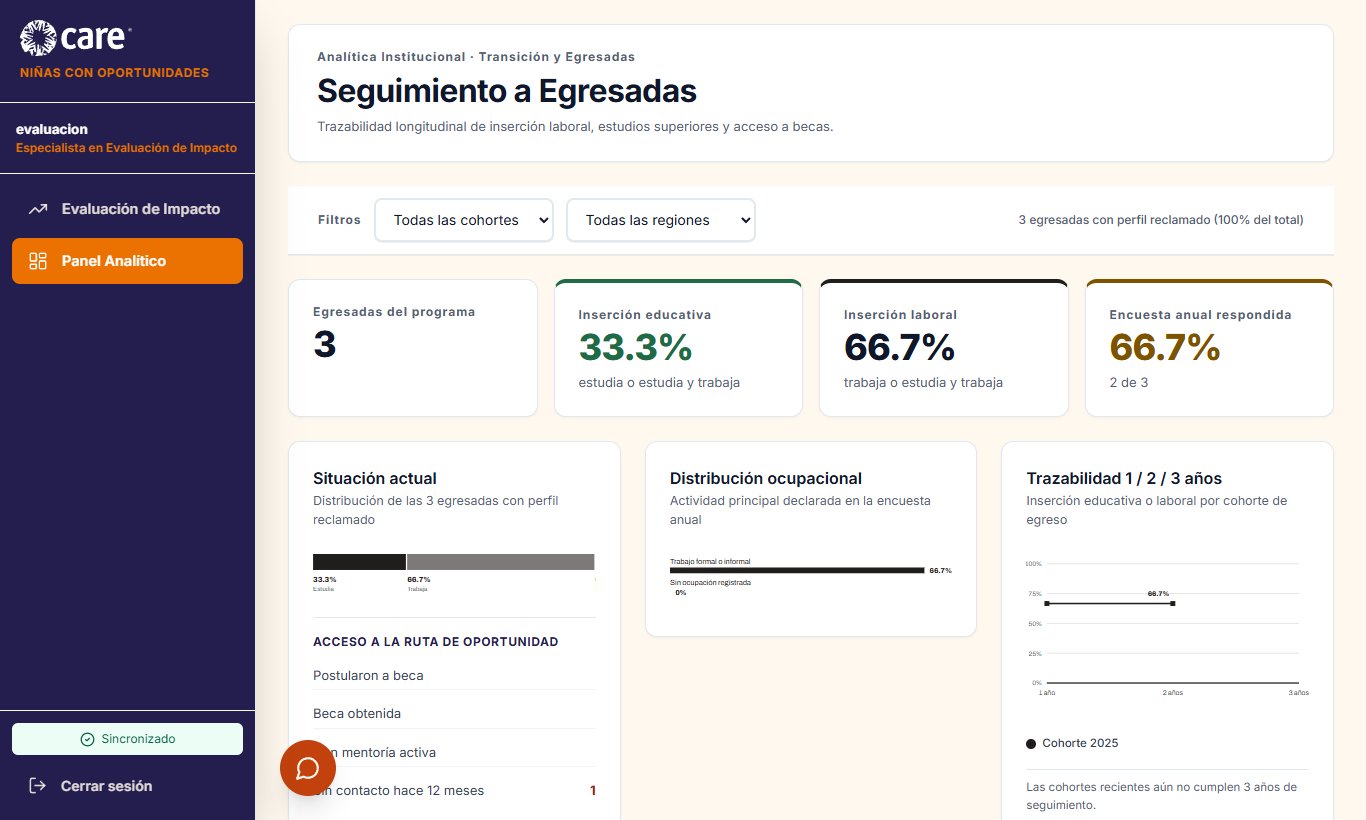 care
NIÑAS CON OPORTUNIDADES
evaluacion
Especialista en Evaluación de Impacto
Evaluación de Impacto
Panel Analítico
Sincronizado
Cerrar sesión
Analítica Institucional · Transición y Egresadas
Seguimiento a Egresadas
Trazabilidad longitudinal de inserción laboral, estudios superiores y acceso a becas.
Filtros
Todas las cohortes
Todas las regiones
3 egresadas con perfil reclamado (100% del total)
Egresadas del programa
3
Inserción educativa
33.3%
estudia o estudia y trabaja
Inserción laboral
66.7%
trabaja o estudia y trabaja
Encuesta anual respondida
66.7%
2 de 3
Situación actual
Distribución de las 3 egresadas con perfil
reclamado
33.3%
Estudia
66.7%
Trabaja
ACCESO A LA RUTA DE OPORTUNIDAD
Postularon a beca
Beca obtenida
n mentoría activa
in contacto hace 12 meses 1
Distribución ocupacional
Actividad principal declarada en la encuesta
anual
Trabajo formal o informal
66.7%
Sin ocupación registrada
0%
Trazabilidad 1 / 2 / 3 años
Inserción educativa o laboral por cohorte de
egreso
100%
75%
66.7%
50%
25%
0%
1 año 2 años 3 años
Cohorte 2025
Las cohortes recientes aún no cumplen 3 años de
seguimiento.